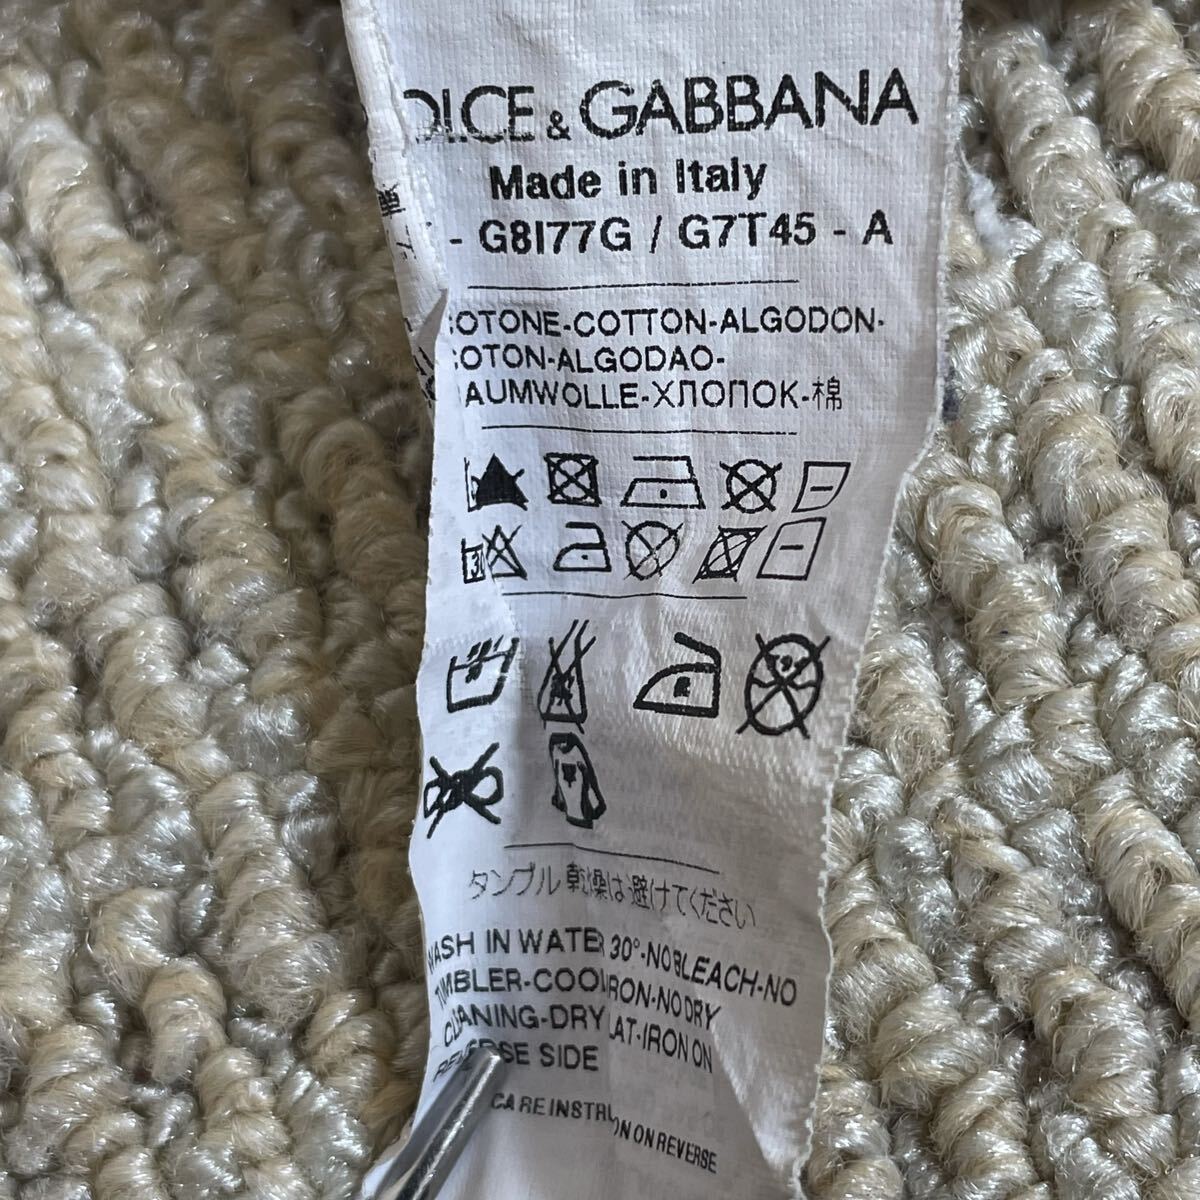 DOLCE & GABBANA
Made in Italy
- G8I77G / G7T45 - A
COTONE-COTTON-ALGODON-
COTON-ALGODAO-
BAUMWOLLE-ХЛОПОК-棉
30
タンブル乾燥は避けてください
WASH IN WATER 30°-NO BLEACH-NO
TUMBLER-COOL IRON-NO DRY
CLEANING-DRY FLAT-IRON ON
REVERSE SIDE
CARE INSTRUCTION ON REVERSE